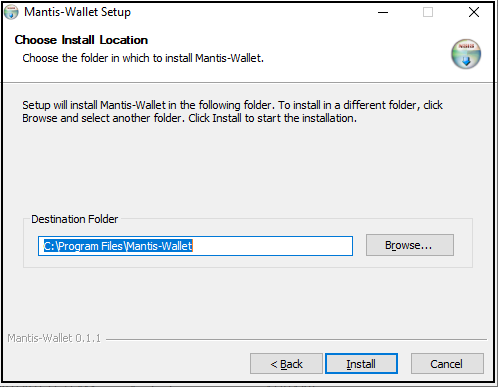 Mantis-Wallet Setup
Choose Install Location
Choose the folder in which to install Mantis-Wallet.
Setup will install Mantis-Wallet in the following folder. To install in a different folder, click
Browse and select another folder. Click Install to start the installation.
Destination Folder
C:\Program Files\Mantis-Wallet
Browse...
Mantis-Wallet 0.1.1
< Back
Install
Cancel